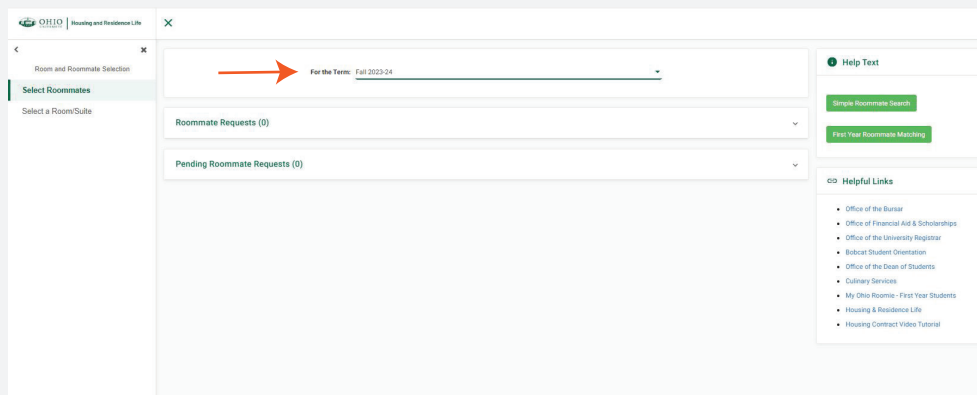 OHIO
UNIVERSITY
Housing and Residence Life
Room and Roommate Selection
Select Roommates
Select a Room/Suite
For the Term: Fall 2023-24
Roommate Requests (0)
Pending Roommate Requests (0)
Help Text
Simple Roommate Search
First Year Roommate Matching
Helpful Links
Office of the Bursar
Office of Financial Aid & Scholarships
Office of the University Registrar
Bobcat Student Orientation
Office of the Dean of Students
Culinary Services
My Ohio Roomie - First Year Students
Housing & Residence Life
Housing Contract Video Tutorial